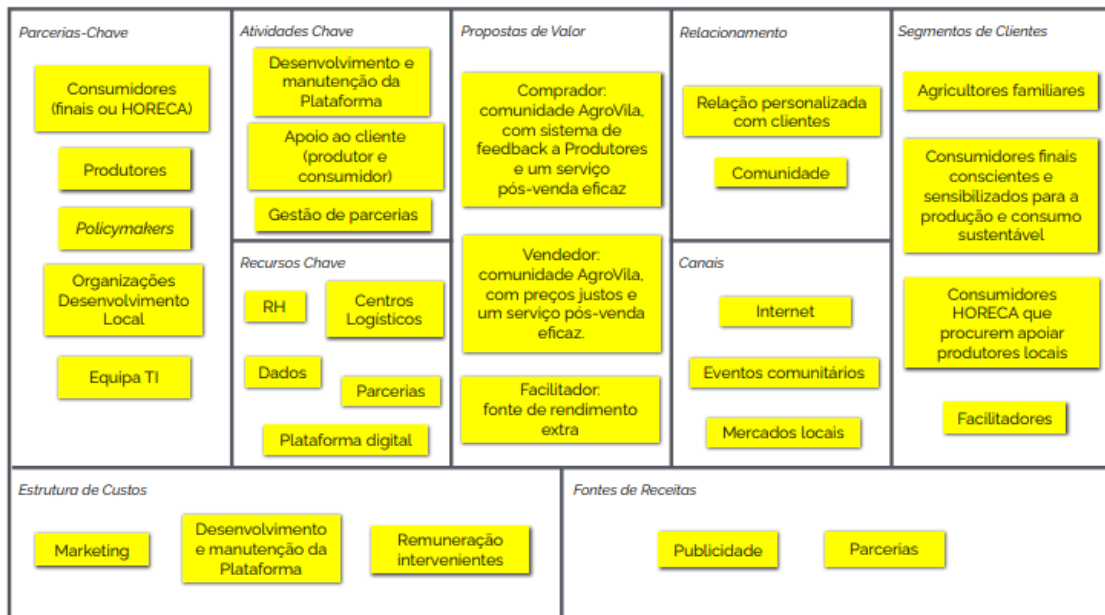 Parcerias-Chave
Consumidores
(finais ou HORECA)
Produtores
Policymakers
Organizações
Desenvolvimento
Local
Equipa TI
Atividades Chave
Desenvolvimento e
manutenção da
Plataforma
Apoio ao cliente
(produtor e
consumidor)
Gestão de parcerias
Recursos Chave
RH
Centros
Logísticos
Dados
Parcerias
Plataforma digital
Propostas de Valor
Comprador:
comunidade AgroVila,
com sistema de
feedback a Produtores
e um serviço
pós-venda eficaz
Vendedor:
comunidade AgroVila,
com preços justos e
um serviço pós-venda
eficaz.
Facilitador:
fonte de rendimento
extra
Relacionamento
Relação personalizada
com clientes
Comunidade
Canais
Internet
Eventos comunitários
Mercados locais
Segmentos de Clientes
Agricultores familiares
Consumidores finais
conscientes e
sensibilizados para a
produção e consumo
sustentável
Consumidores
HORECA que
procurem apoiar
produtores locais
Facilitadores
Estrutura de Custos
Marketing
Desenvolvimento
e manutenção da
Plataforma
Remuneração
intervenientes
Fontes de Receitas
Publicidade
Parcerias